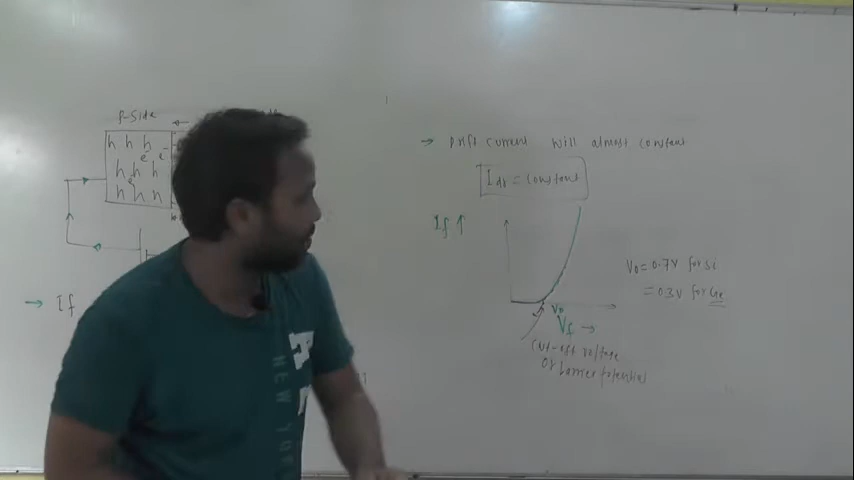 P-Side
h h h
e e
h h h
e
h h h
→ If
→ Drift current will almost constant
Idr = constant
If ↑
V0 = 0.7V for Si
= 0.3V for Ge
V0
Vf →
Cut-off voltage
Or barrier potential
NEW